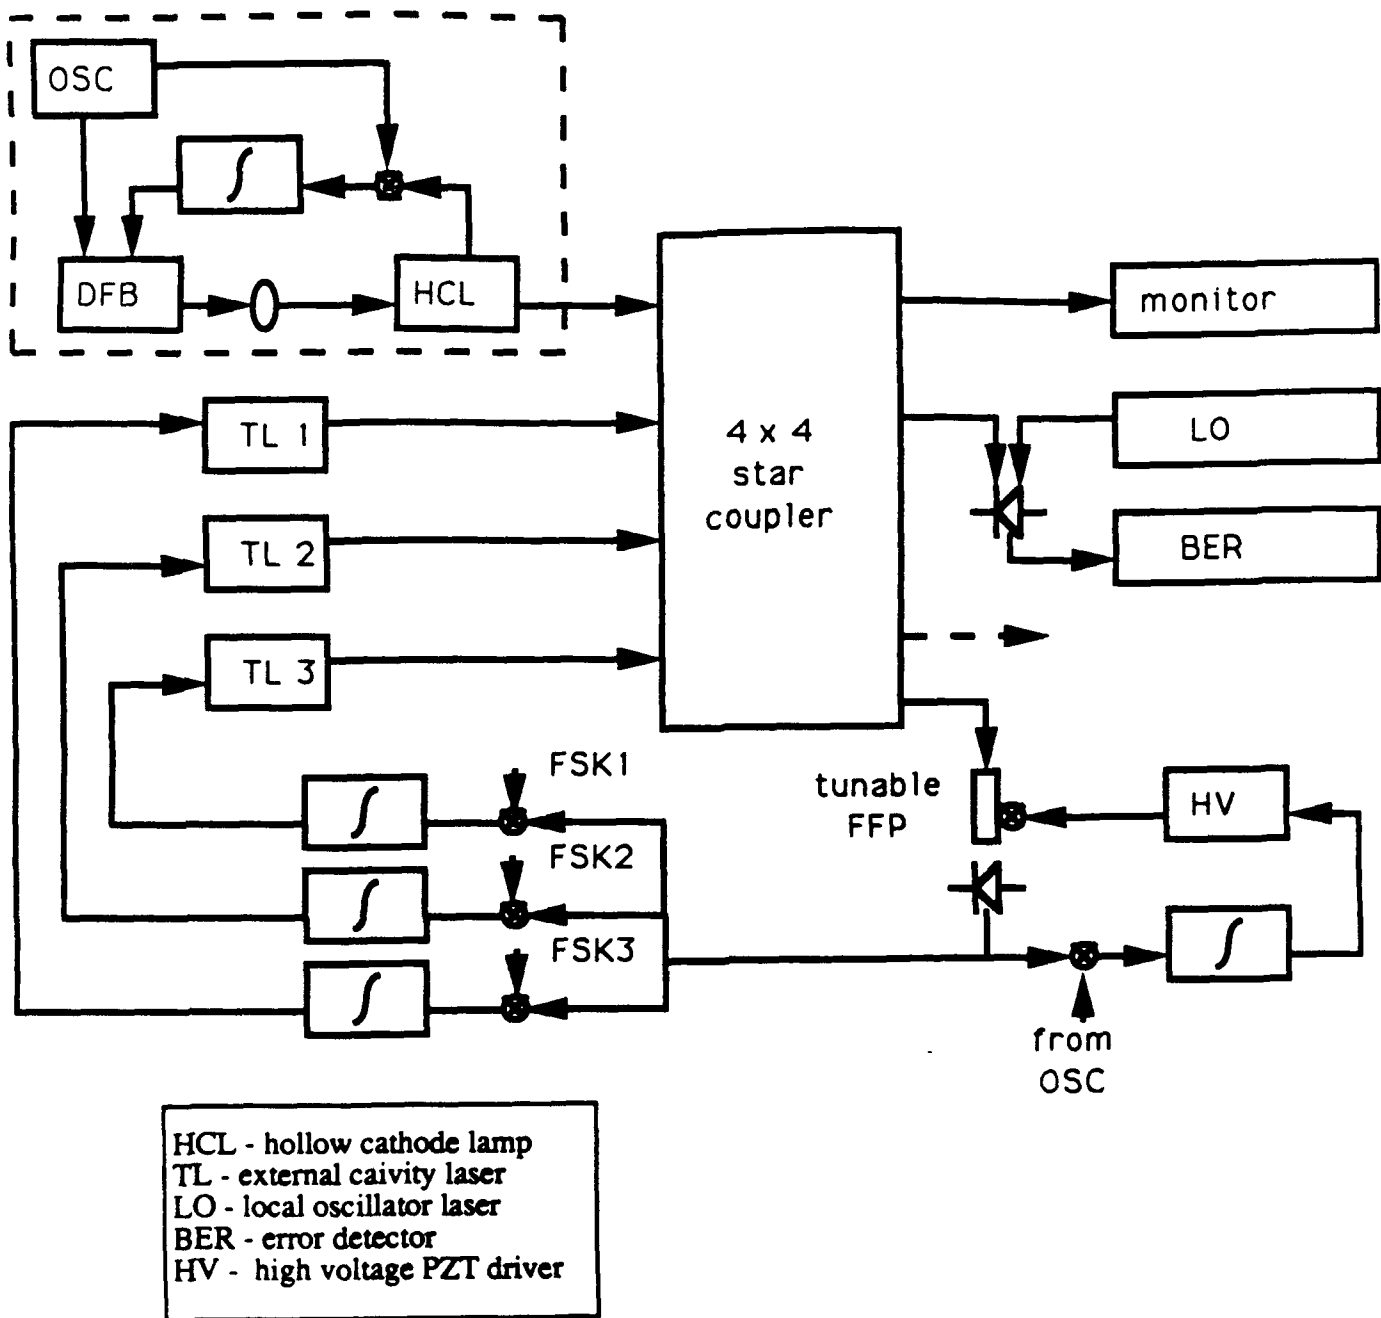 OSC
∫
DFB
HCL
monitor
TL 1
4 x 4
star
coupler
LO
TL 2
BER
TL 3
FSK1
∫
tunable
FFP
HV
FSK2
∫
FSK3
∫
∫
from
OSC
HCL - hollow cathode lamp
TL - external caivity laser
LO - local oscillator laser
BER - error detector
HV - high voltage PZT driver